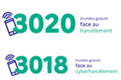 3020
(numéro gratuit)
face au
harcèlement
3018
(numéro gratuit)
face au
cyberharcèlement